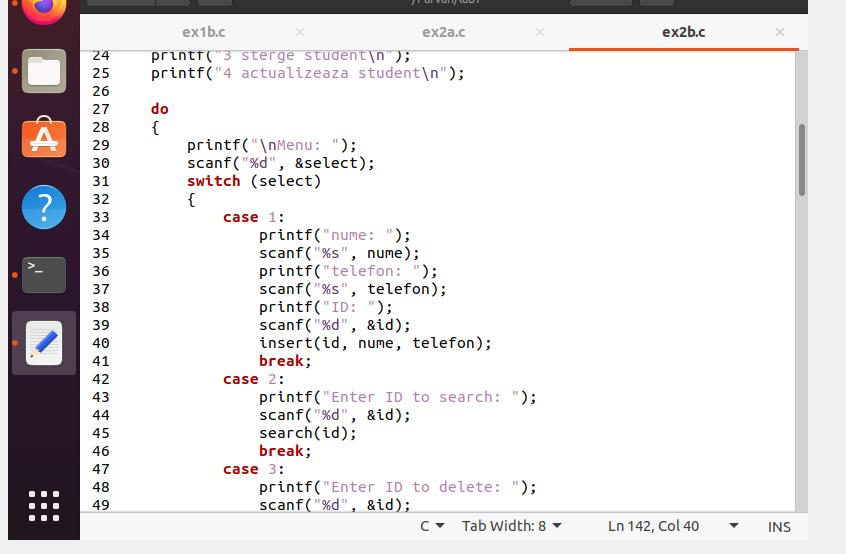 /Parvan/lab7
ex1b.c × ex2a.c × ex2b.c ×
24 printf("3 sterge student\n");
25 printf("4 actualizeaza student\n");
26
27 do
28 {
29 printf("\nMenu: ");
30 scanf("%d", &select);
31 switch (select)
32 {
33 case 1:
34 printf("nume: ");
35 scanf("%s", nume);
36 printf("telefon: ");
37 scanf("%s", telefon);
38 printf("ID: ");
39 scanf("%d", &id);
40 insert(id, nume, telefon);
41 break;
42 case 2:
43 printf("Enter ID to search: ");
44 scanf("%d", &id);
45 search(id);
46 break;
47 case 3:
48 printf("Enter ID to delete: ");
49 scanf("%d", &id);
C Tab Width: 8 Ln 142, Col 40 INS